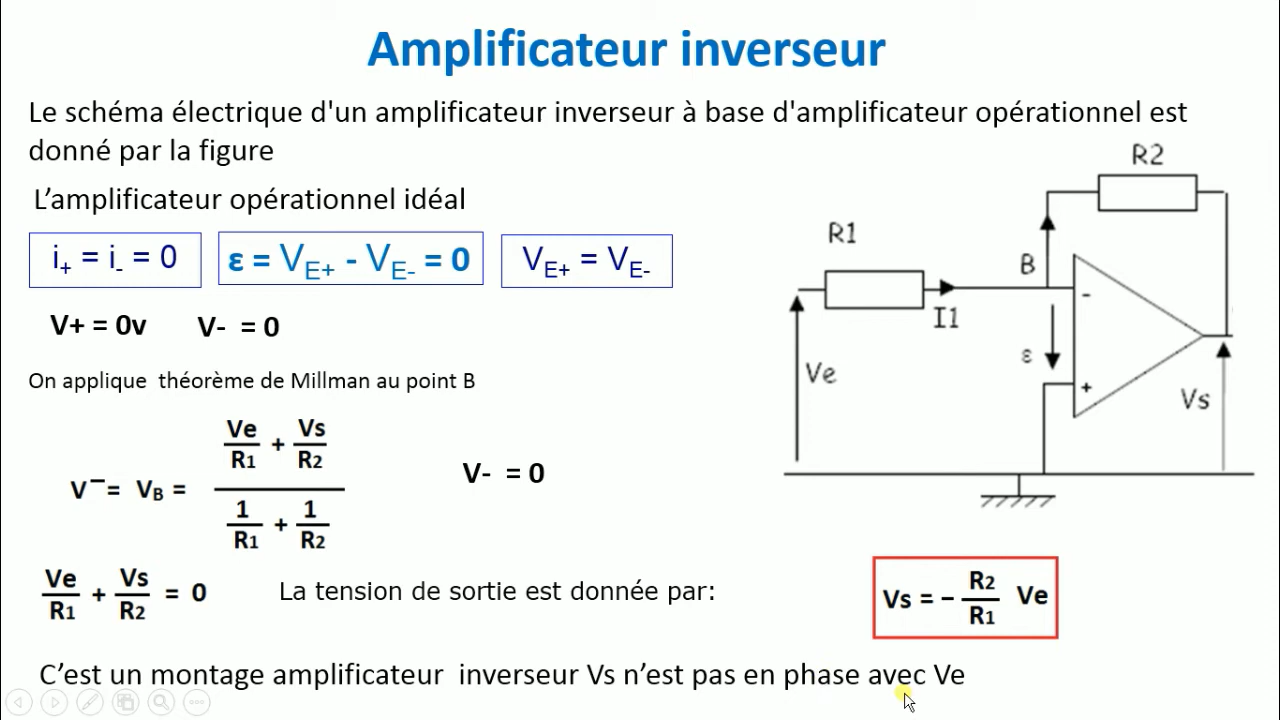 Amplificateur inverseur
Le schéma électrique d'un amplificateur inverseur à base d'amplificateur opérationnel est
donné par la figure
L’amplificateur opérationnel idéal
i+ = i- = 0
ε = VE+ - VE- = 0
VE+ = VE-
V+ = 0v
V- = 0
On applique théorème de Millman au point B
Ve/R1 + Vs/R2
V⁻= VB =
1/R1 + 1/R2
V- = 0
Ve/R1 + Vs/R2 = 0
La tension de sortie est donnée par:
Vs = − R2/R1 Ve
C’est un montage amplificateur inverseur Vs n’est pas en phase avec Ve
R2
R1
B
I1
-
ε
+
Ve
Vs